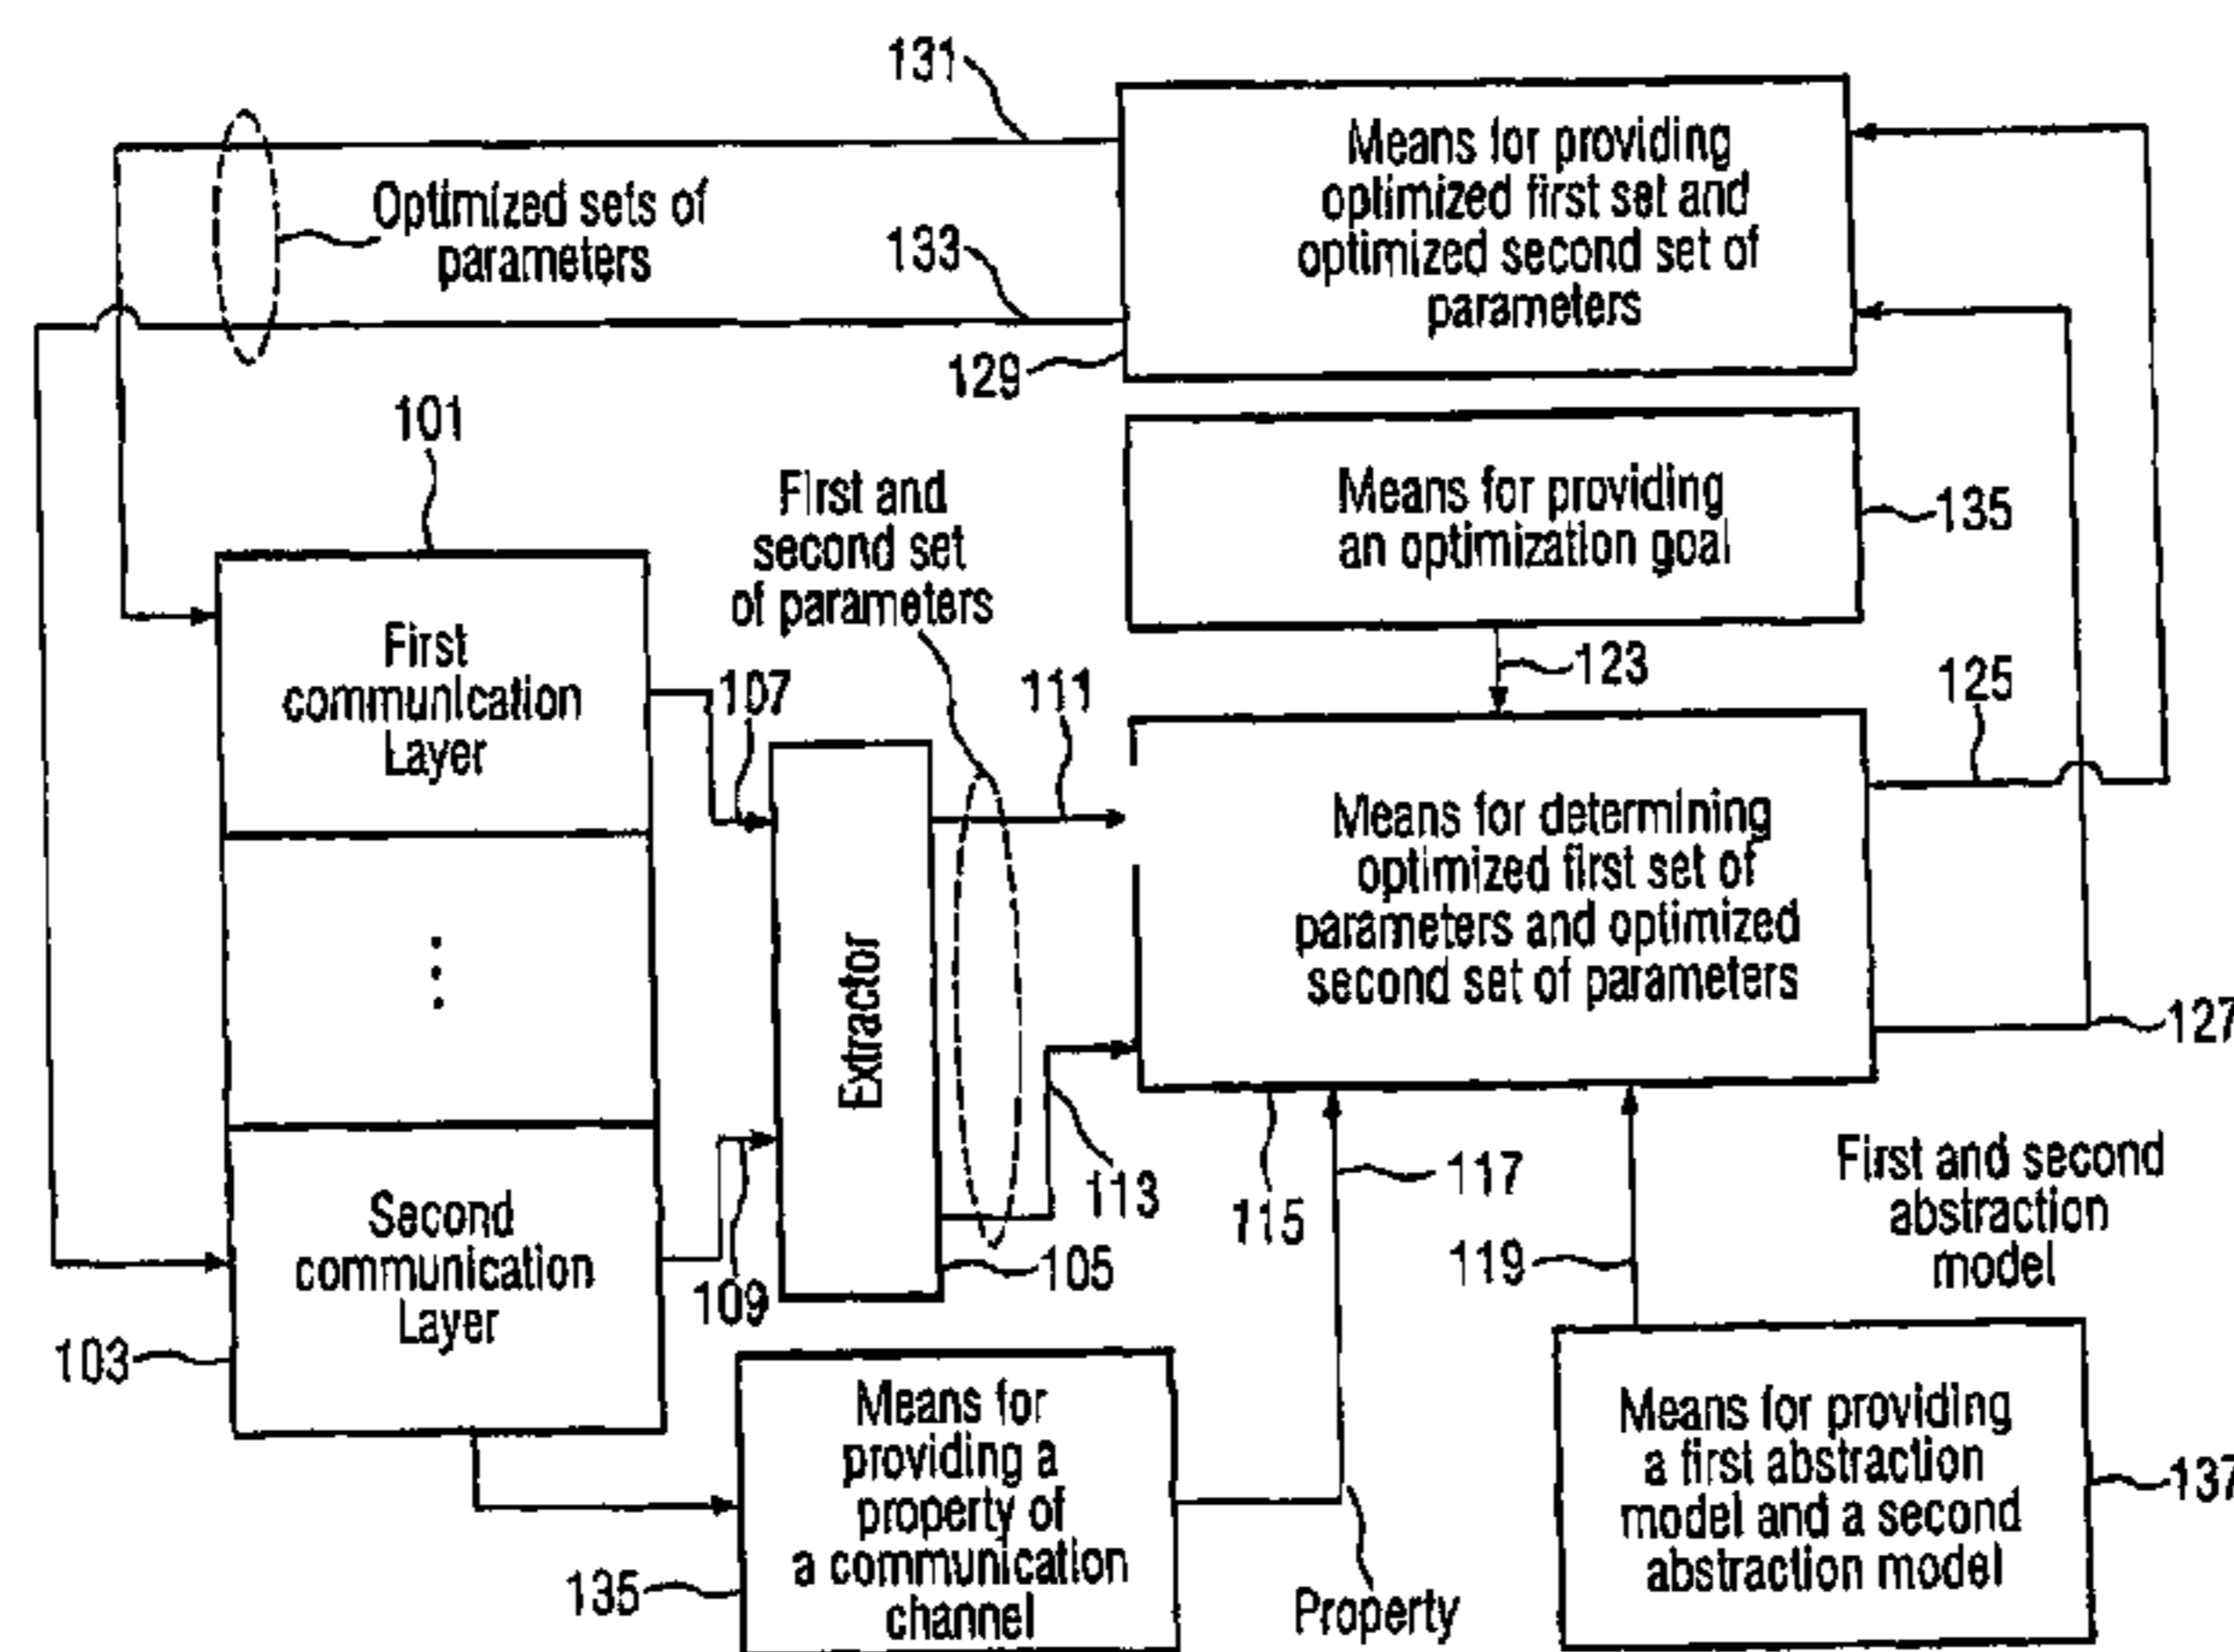 131
Means for providing
optimized first set and
optimized second set of
parameters
Optimized sets of
parameters
133
129
101
First and
second set
of parameters
Means for providing
an optimization goal
135
123
125
First
communication
Layer
107
111
Extractor
Means for determining
optimized first set of
parameters and optimized
second set of parameters
127
113
115
117
119
First and second
abstraction
model
Second
communication
Layer
109
105
103
Means for
providing a
property of
a communication
channel
135
Property
Means for providing
a first abstraction
model and a second
abstraction model
137